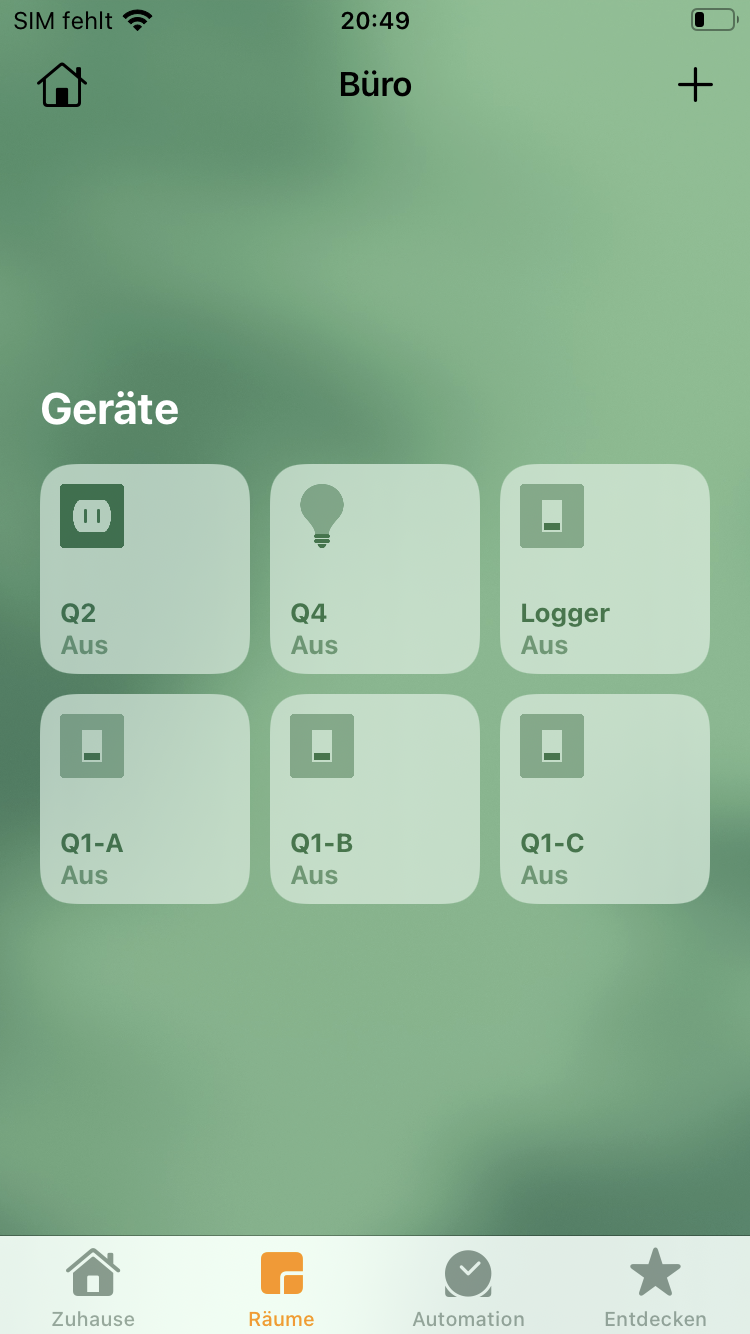 SIM fehlt 20:49
Büro
Geräte
Q2
Aus
Q4
Aus
Logger
Aus
Q1-A
Aus
Q1-B
Aus
Q1-C
Aus
Zuhause Räume Automation Entdecken